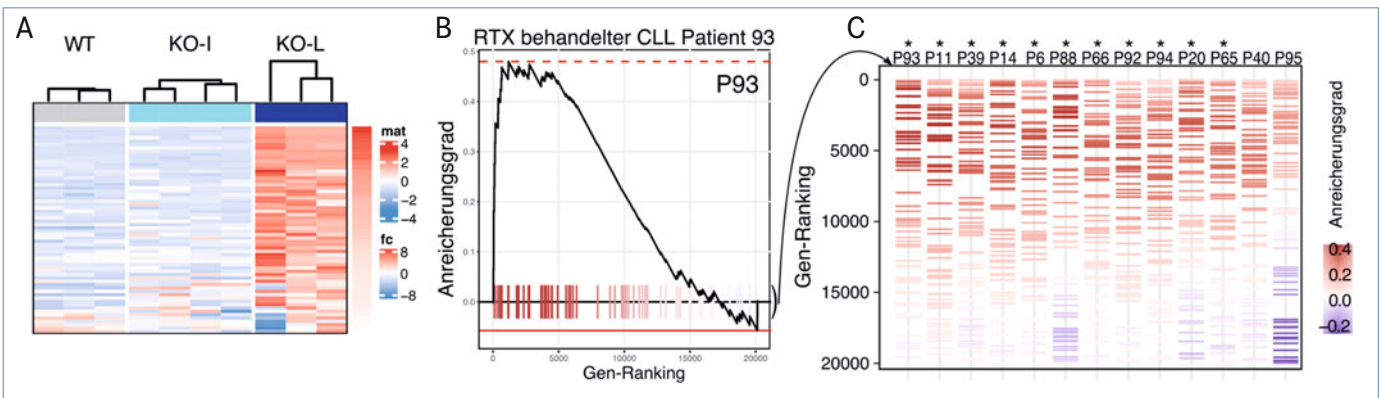 A
WT
KO-I
KO-L
mat
4
2
0
−2
−4
fc
8
0
−8
B
RTX behandelter CLL Patient 93
P93
Anreicherungsgrad
0.5
0.4
0.3
0.2
0.1
0.0
0
5000
10000
15000
20000
Gen-Ranking
C
* * * * * * * * * * *
P93 P11 P39 P14 P6 P88 P66 P92 P94 P20 P65 P40 P95
Gen-Ranking
0
5000
10000
15000
20000
Anreicherungsgrad
0.4
0.2
0.0
−0.2